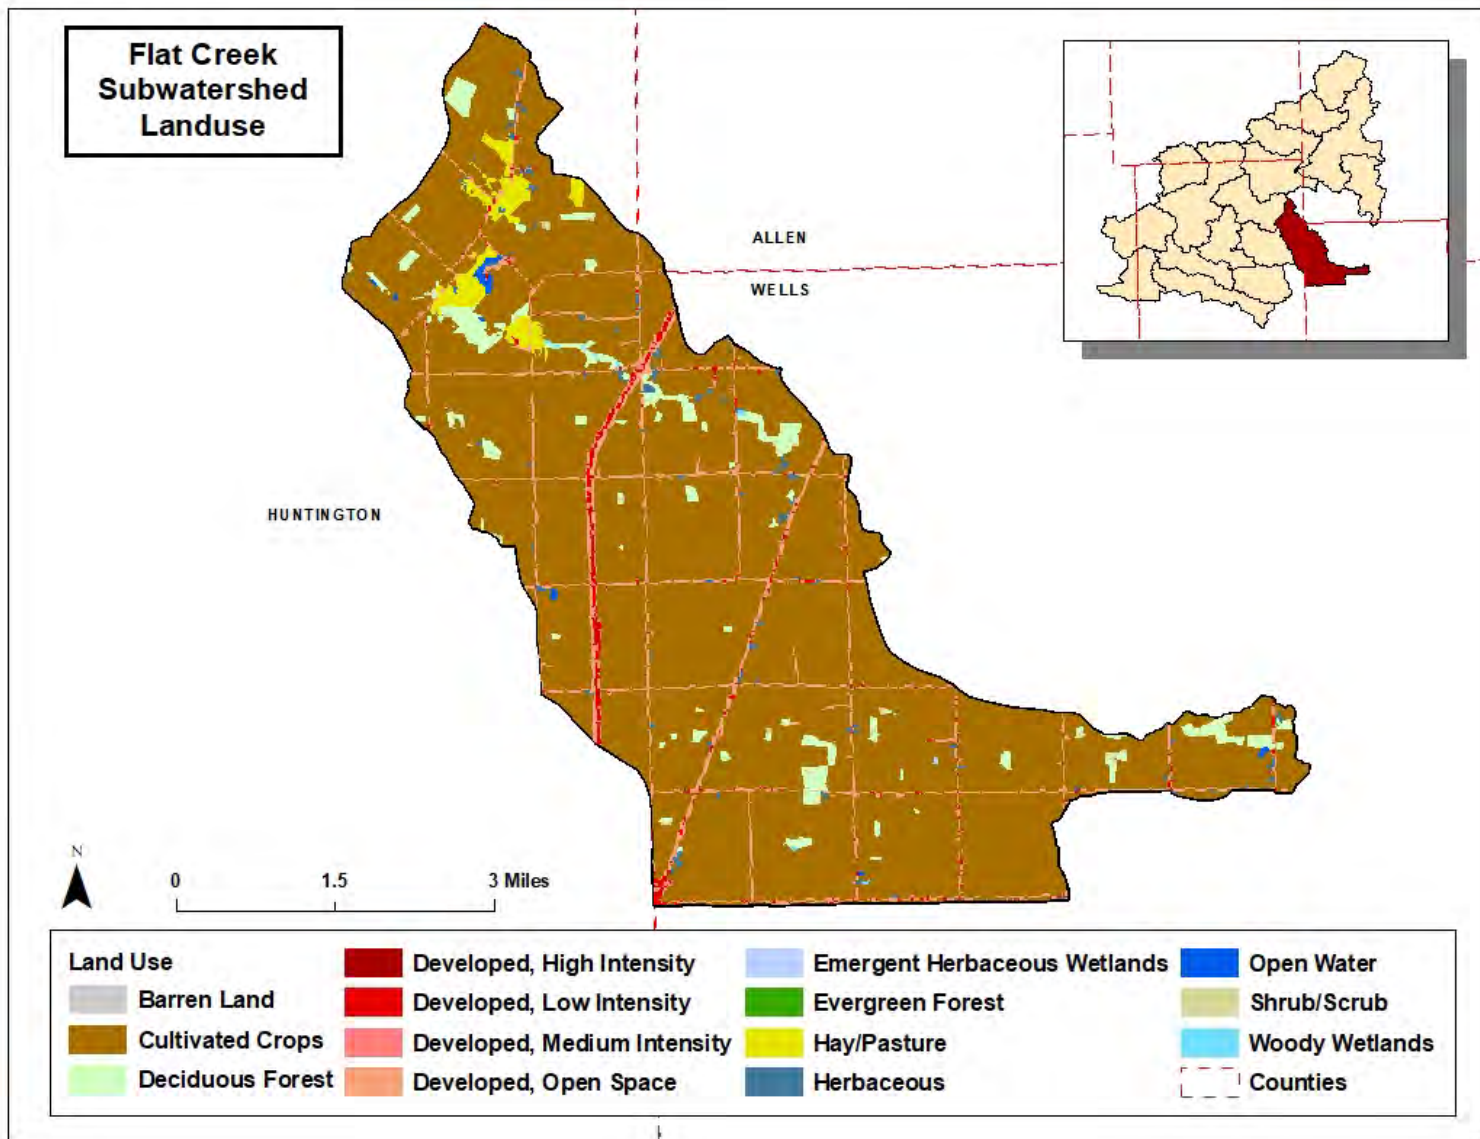 Flat Creek
Subwatershed
Landuse
ALLEN
WELLS
HUNTINGTON
N
0 1.5 3 Miles
Land Use
Barren Land
Cultivated Crops
Deciduous Forest
Developed, High Intensity
Developed, Low Intensity
Developed, Medium Intensity
Developed, Open Space
Emergent Herbaceous Wetlands
Evergreen Forest
Hay/Pasture
Herbaceous
Open Water
Shrub/Scrub
Woody Wetlands
Counties